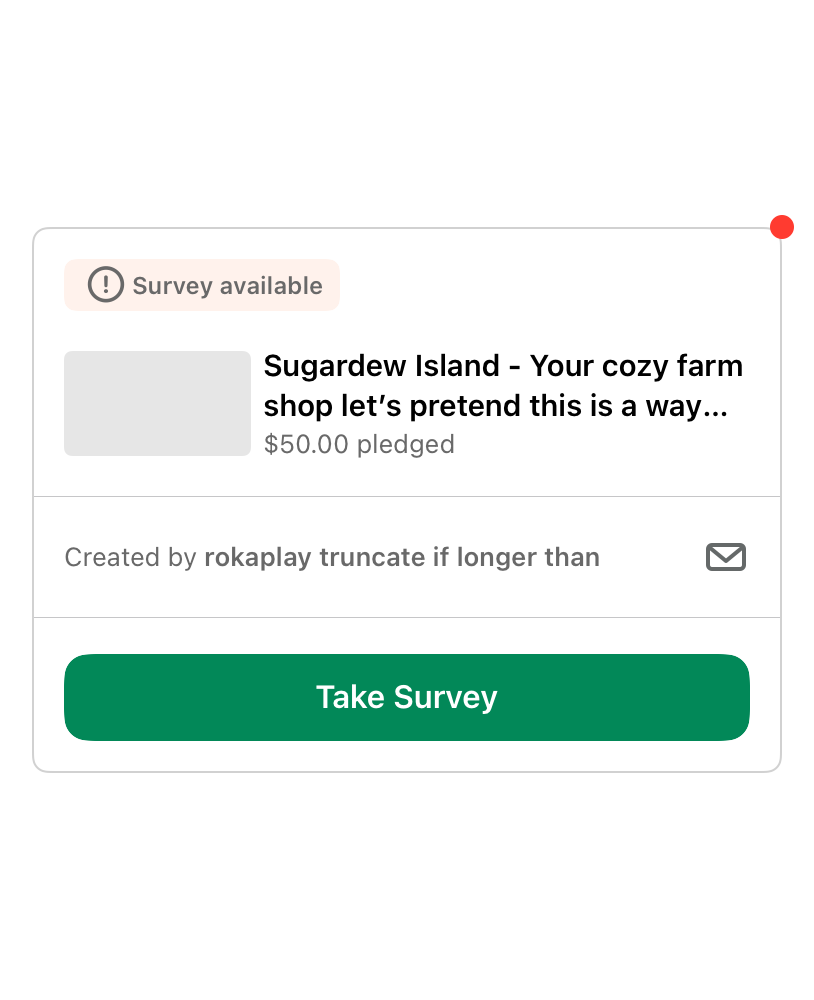 Survey available
Sugardew Island - Your cozy farm
shop let’s pretend this is a way...
$50.00 pledged
Created by rokaplay truncate if longer than
Take Survey